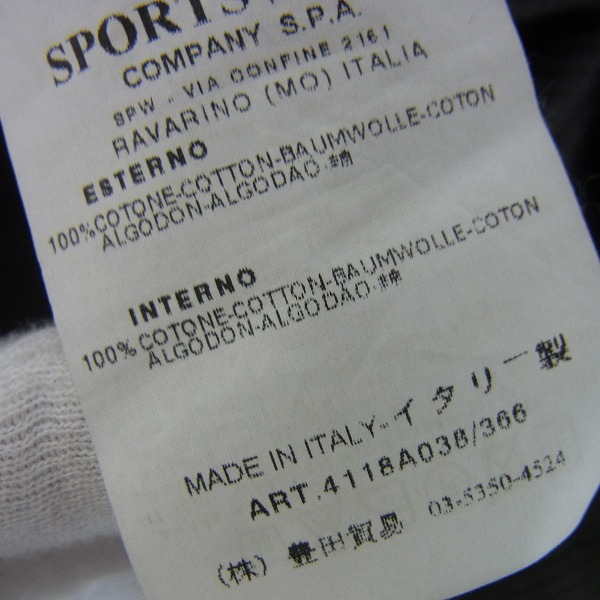 SPORTS
COMPANY S.P.A.
SPW - VIA CONFINE 2161
RAVARINO (MO) ITALIA
ESTERNO
100%COTONE-COTTON-BAUMWOLLE-COTON
ALGODON-ALGODAO-綿
INTERNO
100%COTONE-COTTON-BAUMWOLLE-COTON
ALGODON-ALGODAO-綿
MADE IN ITALY-イタリー製
ART.4118A036/366
(株) 豊田貿易 03-5350-4524